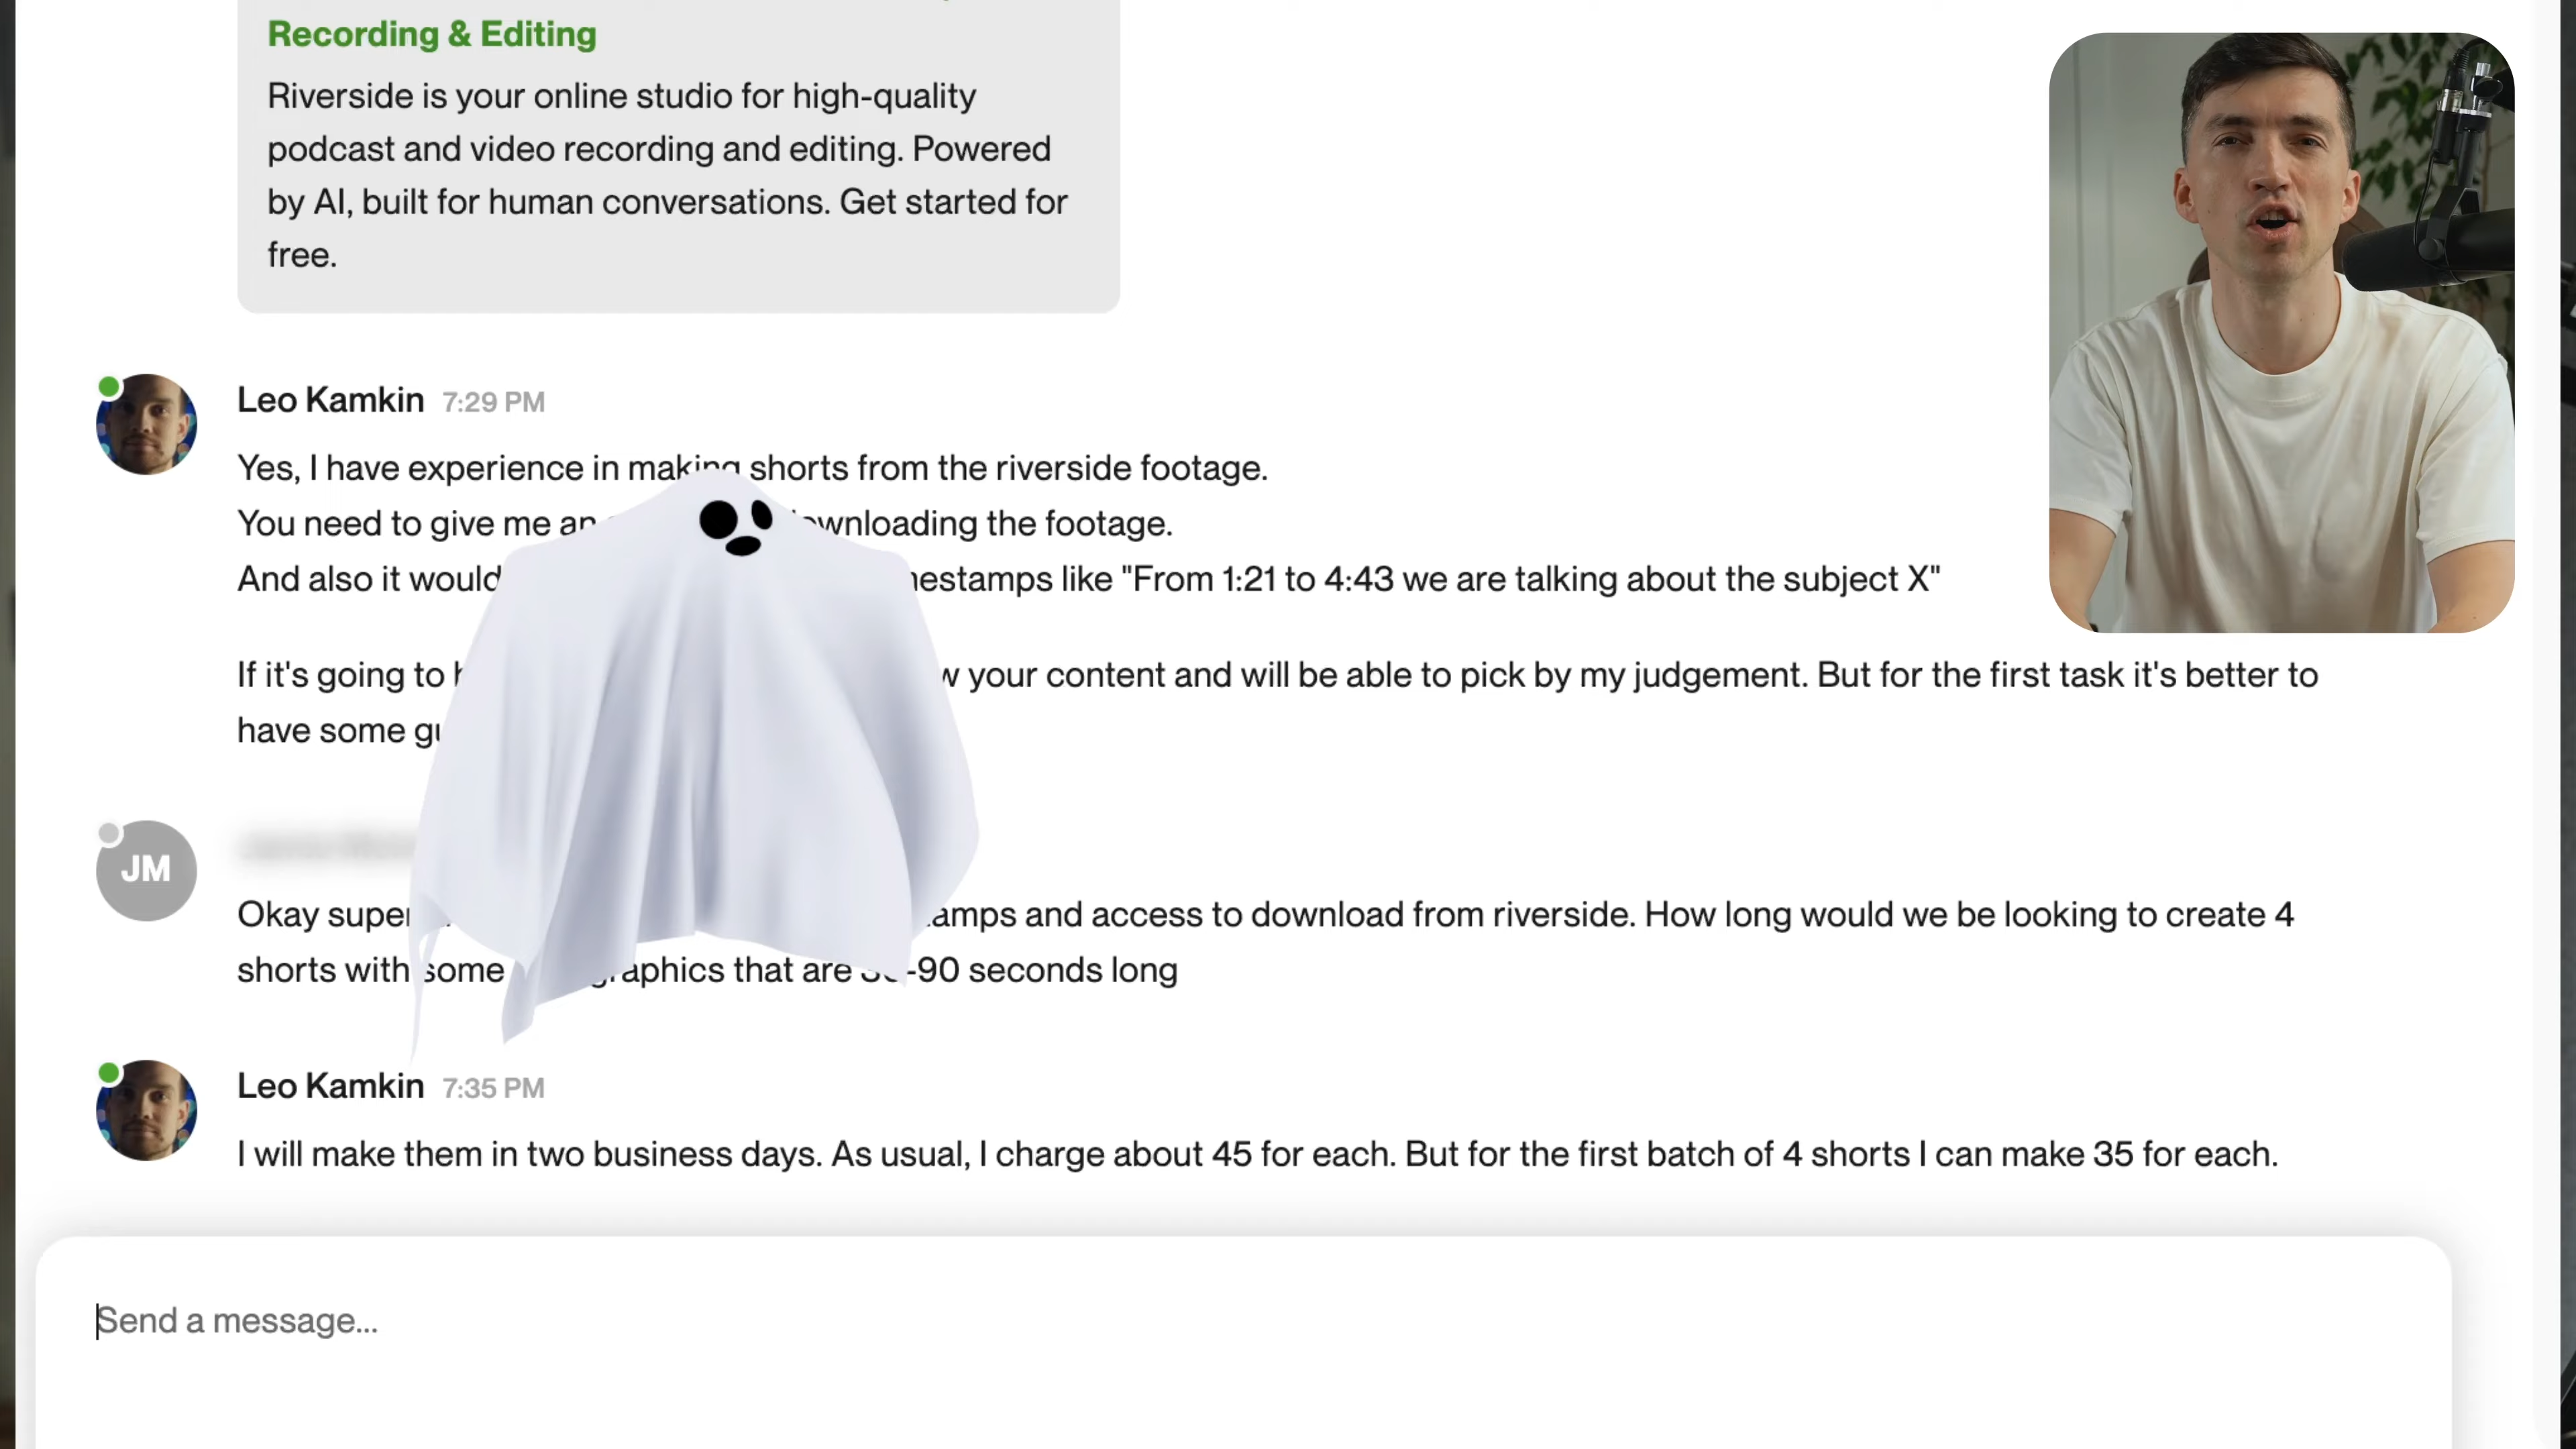 Recording & Editing
Riverside is your online studio for high-quality
podcast and video recording and editing. Powered
by AI, built for human conversations. Get started for
free.
Leo Kamkin 7:29 PM
Yes, I have experience in making shorts from the riverside footage.
You need to give me an downloading the footage.
And also it would timestamps like "From 1:21 to 4:43 we are talking about the subject X"
If it's going to your content and will be able to pick by my judgement. But for the first task it's better to
have some
JM
Okay super and access to download from riverside. How long would we be looking to create 4
shorts with some that are -90 seconds long
Leo Kamkin 7:35 PM
I will make them in two business days. As usual, I charge about 45 for each. But for the first batch of 4 shorts I can make 35 for each.
Send a message...